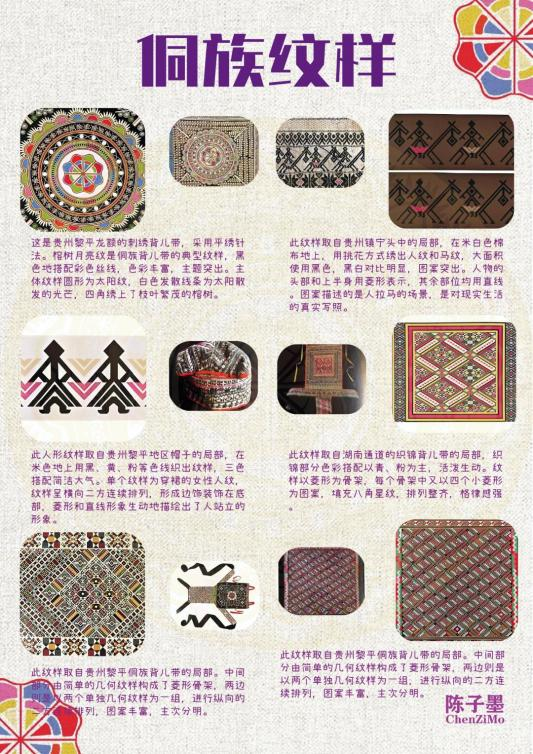 侗族纹样
这是贵州黎平龙额的刺绣背儿带，采用平绣针
法。榕树月亮纹是侗族背儿带的典型纹样，黑
色地搭配彩色丝线，色彩丰富，主题突出。主
体纹样圆形为太阳纹，白色发散线条为太阳散
发的光芒，四角绣上了枝叶繁茂的榕树。
此纹样取自贵州镇宁头巾的局部，在米白色棉
布地上，用挑花方式绣出人纹和马纹，大面积
使用黑色，黑白对比明显，图案突出。人物的
头部和上半身用菱形表示，其余部位均用直线
。图案描述的是人拉马的场景，是对现实生活
的真实写照。
此人形纹样取自贵州黎平地区帽子的局部，在
米色地上用黑、黄、粉等色线织出纹样，三色
搭配简洁大气。单个纹样为穿裙的女性人纹，
纹样呈横向二方连续排列，形成边饰装饰在底
部，菱形和直线形象生动地描绘出了人站立的
形象。
此纹样取自湖南通道的织锦背儿带的局部，织
锦部分色彩搭配以青、粉为主，活泼生动。纹
样以菱形为骨架，每个骨架中又以四个小菱形
为图案，填充八角星纹，排列整齐，格律感强
。
此纹样取自贵州黎平侗族背儿带的局部。中间
部分由简单的几何纹样构成了菱形骨架，两边
则是以两个单独几何纹样为一组，进行纵向的
二方连续排列，图案丰富，主次分明。
此纹样取自贵州黎平侗族背儿带的局部。中间部
分由简单的几何纹样构成了菱形骨架，两边则是
以两个单独几何纹样为一组，进行纵向的二方连
续排列，图案丰富，主次分明。
陈子墨
ChenZiMo